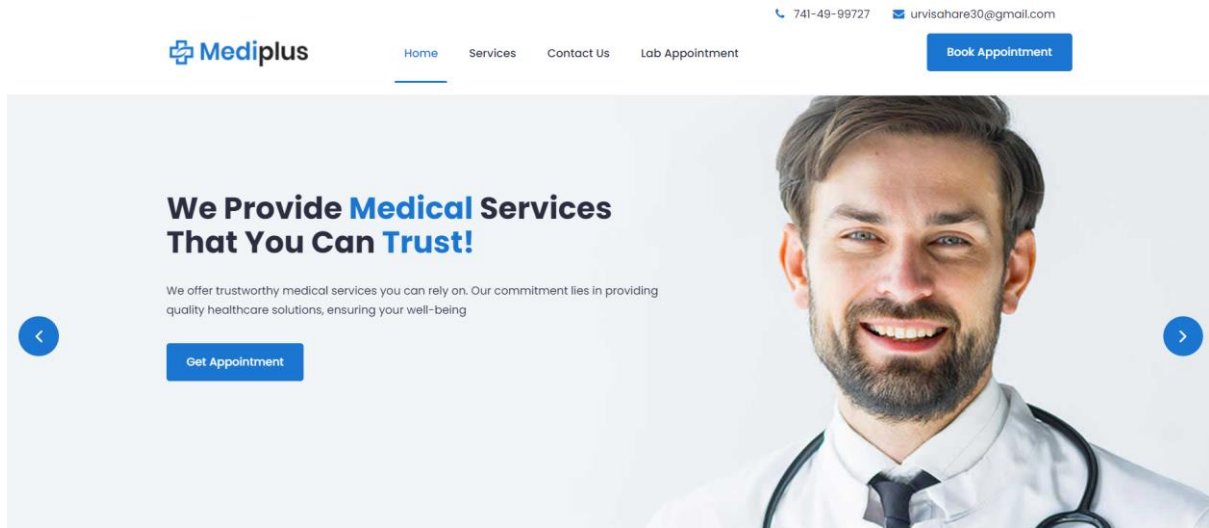 741-49-99727 urvisahare30@gmail.com
Mediplus Home Services Contact Us Lab Appointment Book Appointment
We Provide Medical Services
That You Can Trust!
We offer trustworthy medical services you can rely on. Our commitment lies in providing
quality healthcare solutions, ensuring your well-being
Get Appointment